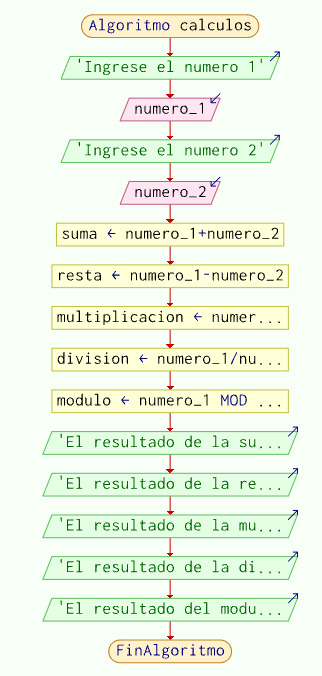 Algoritmo calculos
'Ingrese el numero 1'
numero_1
'Ingrese el numero 2'
numero_2
suma ← numero_1+numero_2
resta ← numero_1-numero_2
multiplicacion ← numer...
division ← numero_1/nu...
modulo ← numero_1 MOD ...
'El resultado de la su...
'El resultado de la re...
'El resultado de la mu...
'El resultado de la di...
'El resultado del modu...
FinAlgoritmo